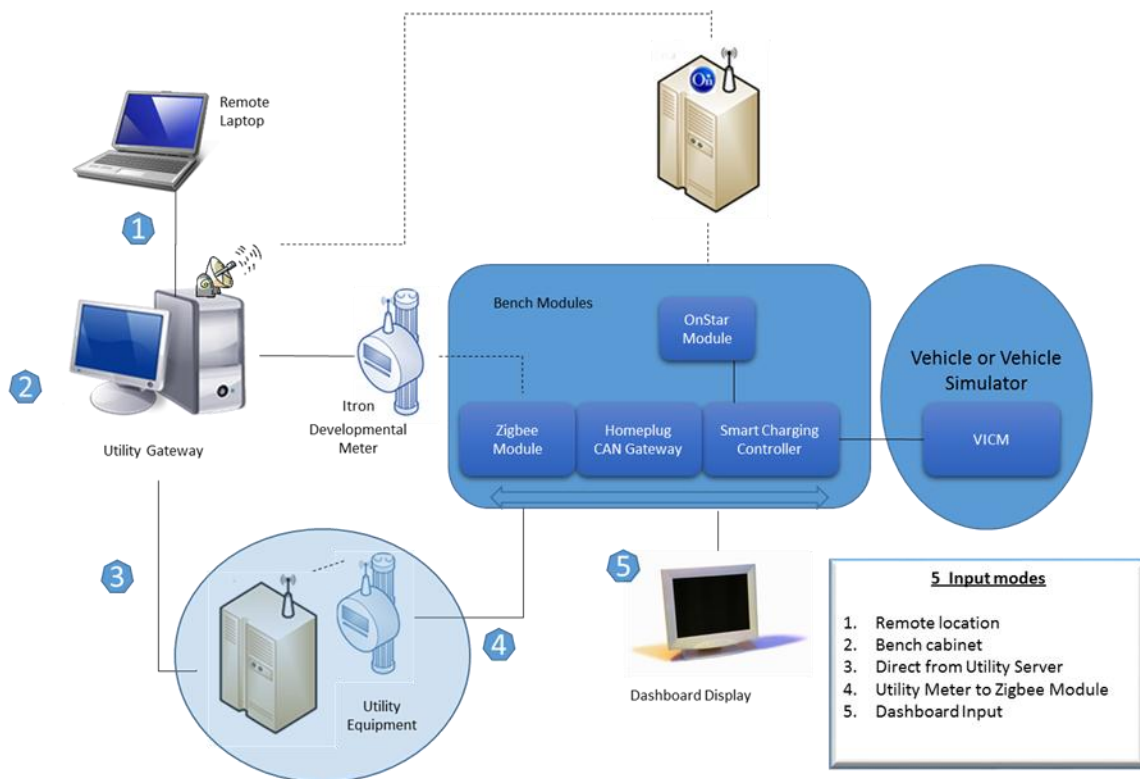 Remote
Laptop
On
1
2
Utility Gateway
Itron
Developmental
Meter
Bench Modules
OnStar
Module
Zigbee
Module
Homeplug
CAN Gateway
Smart Charging
Controller
Vehicle or Vehicle
Simulator
VICM
3
4
Utility
Equipment
5
Dashboard Display
5 Input modes
1. Remote location
2. Bench cabinet
3. Direct from Utility Server
4. Utility Meter to Zigbee Module
5. Dashboard Input